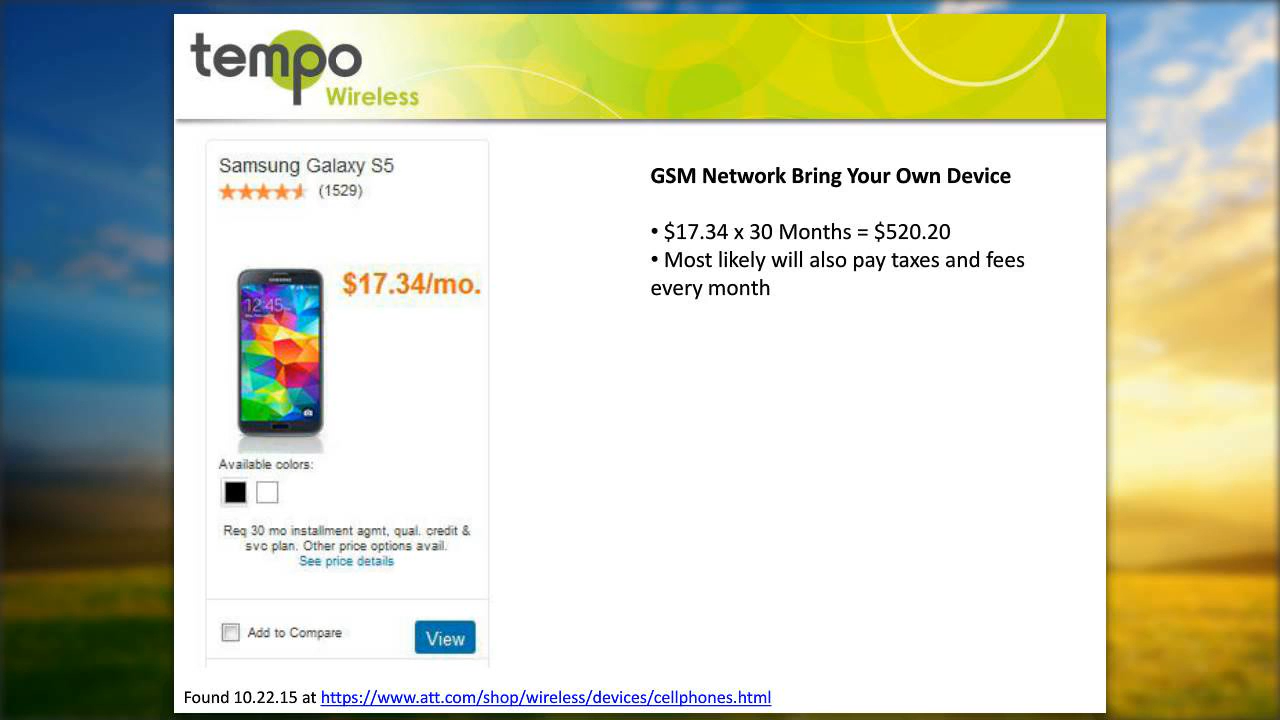 tempo
Wireless
Samsung Galaxy S5
(1529)
$17.34/mo.
SAMSUNG
12:45
Available colors:
Req 30 mo installment agmt, qual. credit &
svc plan. Other price options avail.
See price details
Add to Compare
View
GSM Network Bring Your Own Device
• $17.34 x 30 Months = $520.20
• Most likely will also pay taxes and fees
every month
Found 10.22.15 at https://www.att.com/shop/wireless/devices/cellphones.html